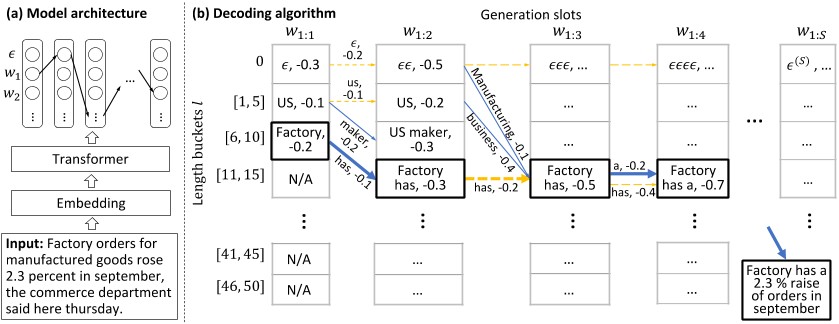 (a) Model architecture
ϵ
w₁
w₂
...
Transformer
Embedding
Input: Factory orders for
manufactured goods rose
2.3 percent in september,
the commerce department
said here thursday.
(b) Decoding algorithm
Generation slots
w₁:₁ w₁:₂ w₁:₃ w₁:₄ w₁:S
Length buckets l
0
[1, 5]
[6, 10]
[11, 15]
⋮
[41, 45]
[46, 50]
ϵ, -0.3
US, -0.1
Factory,
-0.2
N/A
⋮
N/A
N/A
ϵ,
-0.2
us,
-0.1
maker,
-0.2
has, -0.1
ϵϵ, -0.5
US, -0.2
US maker,
-0.3
Factory
has, -0.3
⋮
...
...
Manufacturing, -0.1
business, -0.4
has, -0.2
ϵϵϵ, ...
...
...
Factory
has, -0.5
⋮
...
...
a, -0.2
has, -0.4
ϵϵϵϵ, ...
...
...
Factory
has a, -0.7
⋮
...
...
...
ϵ⁽S⁾, ...
...
...
...
⋮
Factory has a
2.3 % raise
of orders in
september